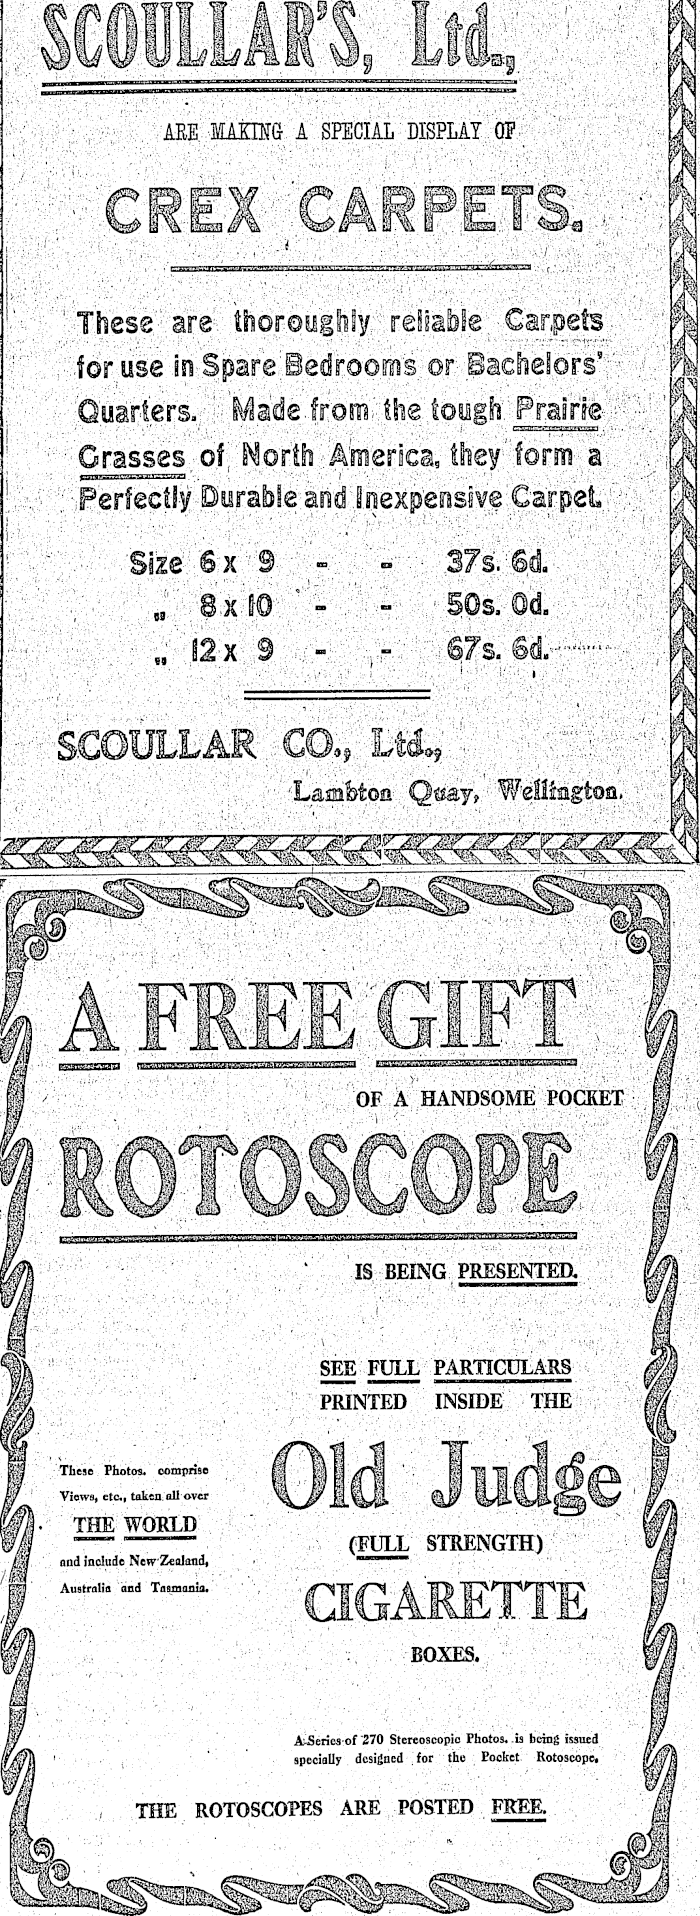 SCOULLAR'S, Ltd.,
ARE MAKING A SPECIAL DISPLAY OF
CREX CARPETS.
These are thoroughly reliable Carpets
for use in Spare Bedrooms or Bachelors'
Quarters. Made from the tough Prairie
Grasses of North America, they form a
Perfectly Durable and Inexpensive Carpet.
Size 6 x 9 - - 37s. 6d.
„ 8 x 10 - - 50s. 0d.
„ 12 x 9 - - 67s. 6d.
SCOULLAR CO., Ltd.,
Lambton Quay, Wellington.
A FREE GIFT
OF A HANDSOME POCKET
ROTOSCOPE
IS BEING PRESENTED.
SEE FULL PARTICULARS
PRINTED INSIDE THE
Old Judge
(FULL STRENGTH)
CIGARETTE
BOXES.
These Photos. comprise
Views, etc., taken all over
THE WORLD
and include New Zealand,
Australia and Tasmania.
A Series of 270 Stereoscopic Photos. is being issued
specially designed for the Pocket Rotoscope.
THE ROTOSCOPES ARE POSTED FREE.